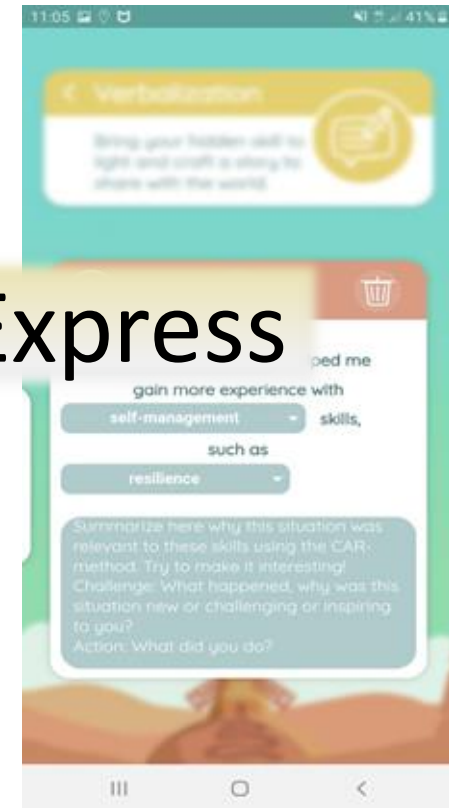 11:05 41%
Verbalization
Bring your hidden skill to
light and craft a story to
share with the world
Express
ped me
gain more experience with
self-management skills,
such as
resilience
Summarize here why this situation was
relevant to these skills using the CAR-
method. Try to make it interesting!
Challenge: What happened, why was this
situation new or challenging or inspiring
to you?
Action: What did you do?